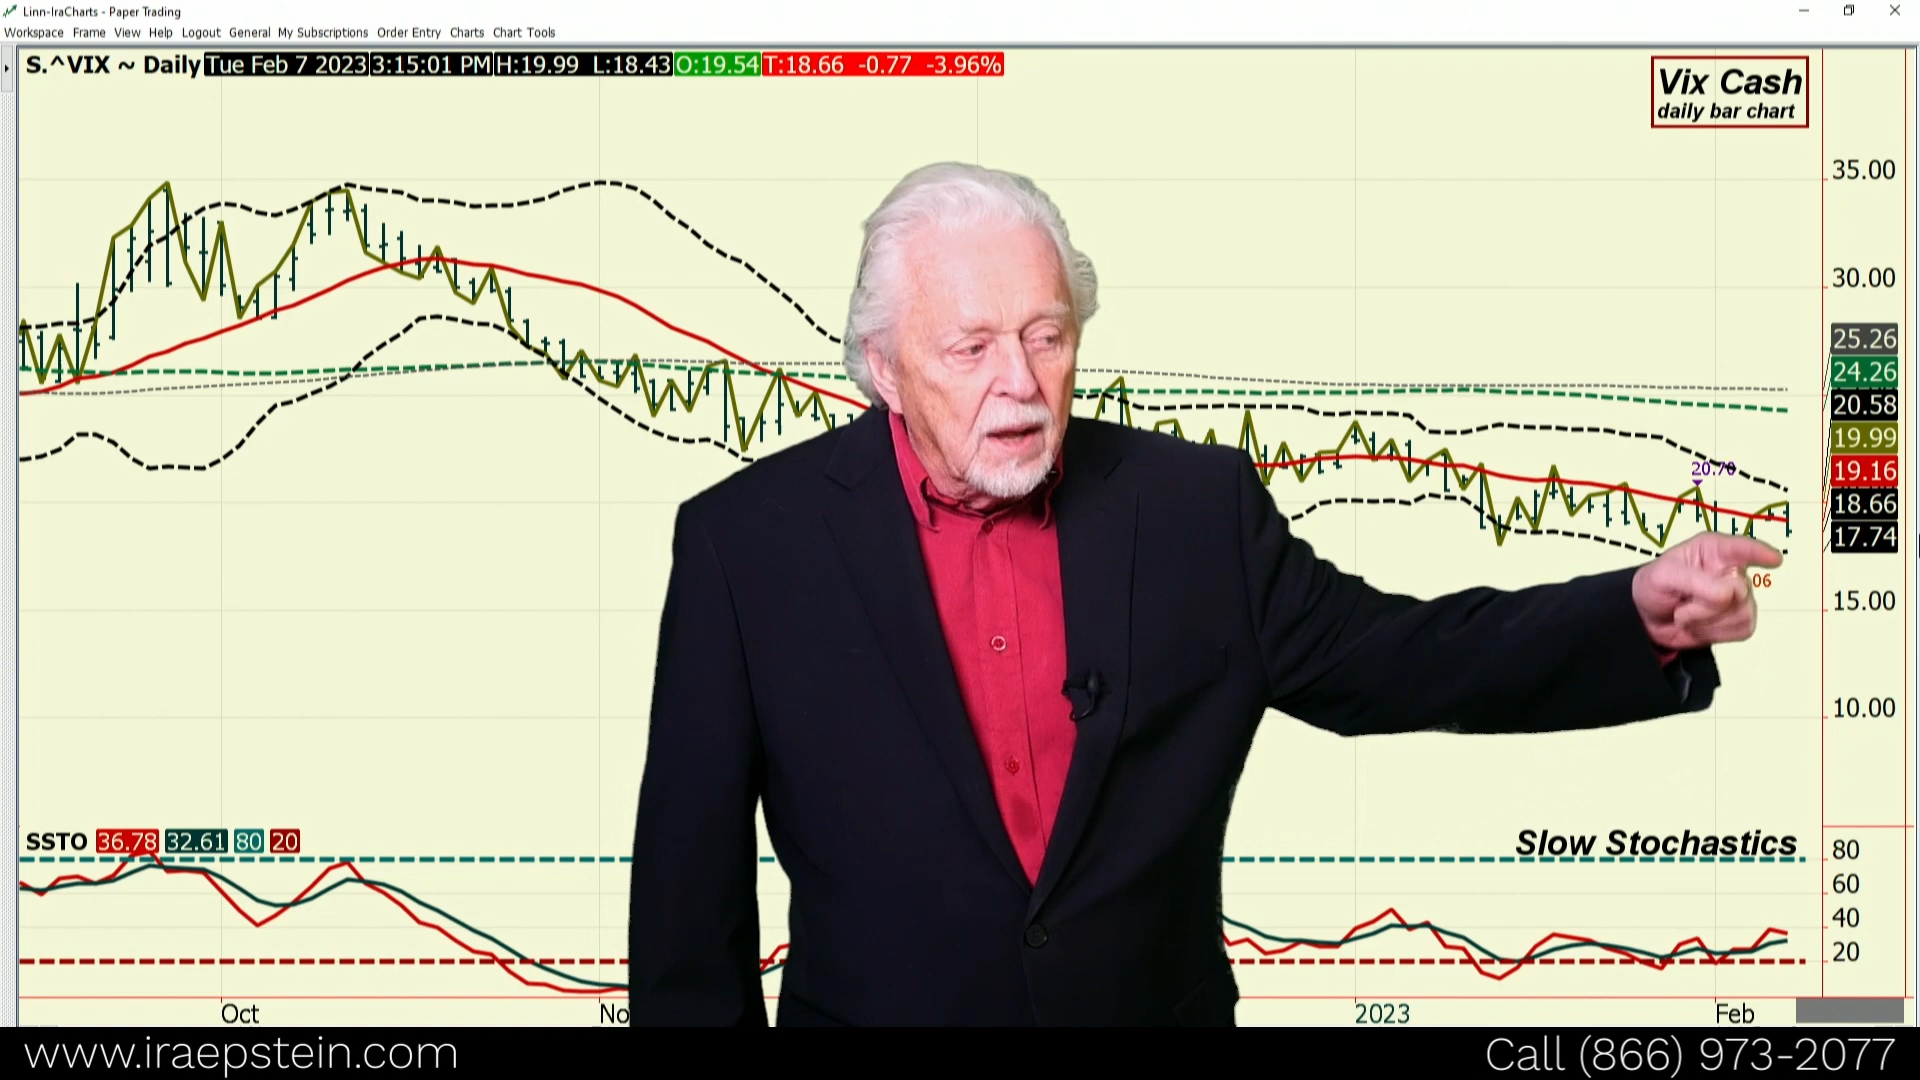 Linn-IraCharts - Paper Trading
Workspace Frame View Help Logout General My Subscriptions Order Entry Charts Chart Tools
S.^VIX ~ Daily Tue Feb 7 2023 3:15:01 PM H:19.99 L:18.43 O:19.54 T:18.66 -0.77 -3.96%
Vix Cash
daily bar chart
35.00
30.00
25.26
24.26
20.58
19.99
20.70
19.16
18.66
17.74
06
15.00
10.00
SSTO 36.78 32.61 80 20
Slow Stochastics
80
60
40
20
Oct No 2023 Feb
www.iraepstein.com
Call (866) 973-2077